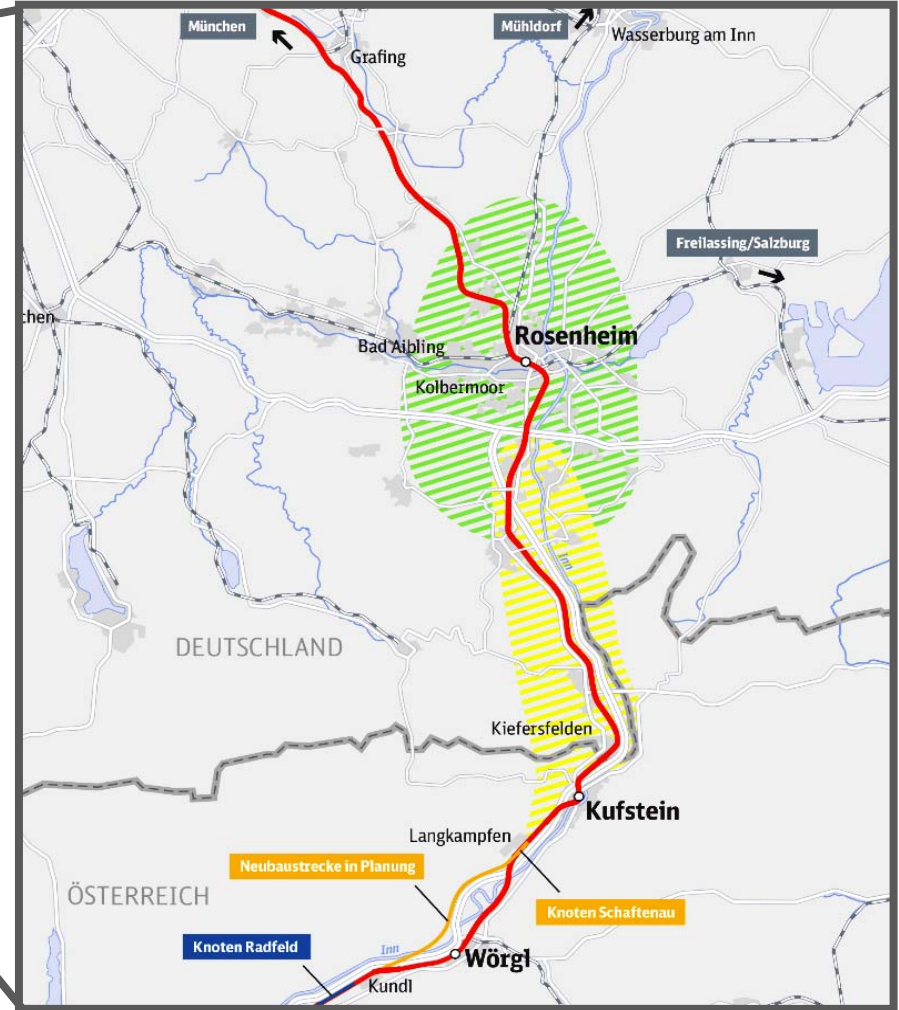 München
Mühldorf
Wasserburg am Inn
Grafing
Freilassing/Salzburg
chen
Rosenheim
Bad Aibling
Kolbermoor
Inn
DEUTSCHLAND
Kiefersfelden
Kufstein
Langkampfen
Neubaustrecke in Planung
ÖSTERREICH
Knoten Schaftenau
Knoten Radfeld
Inn
Wörgl
Kundl